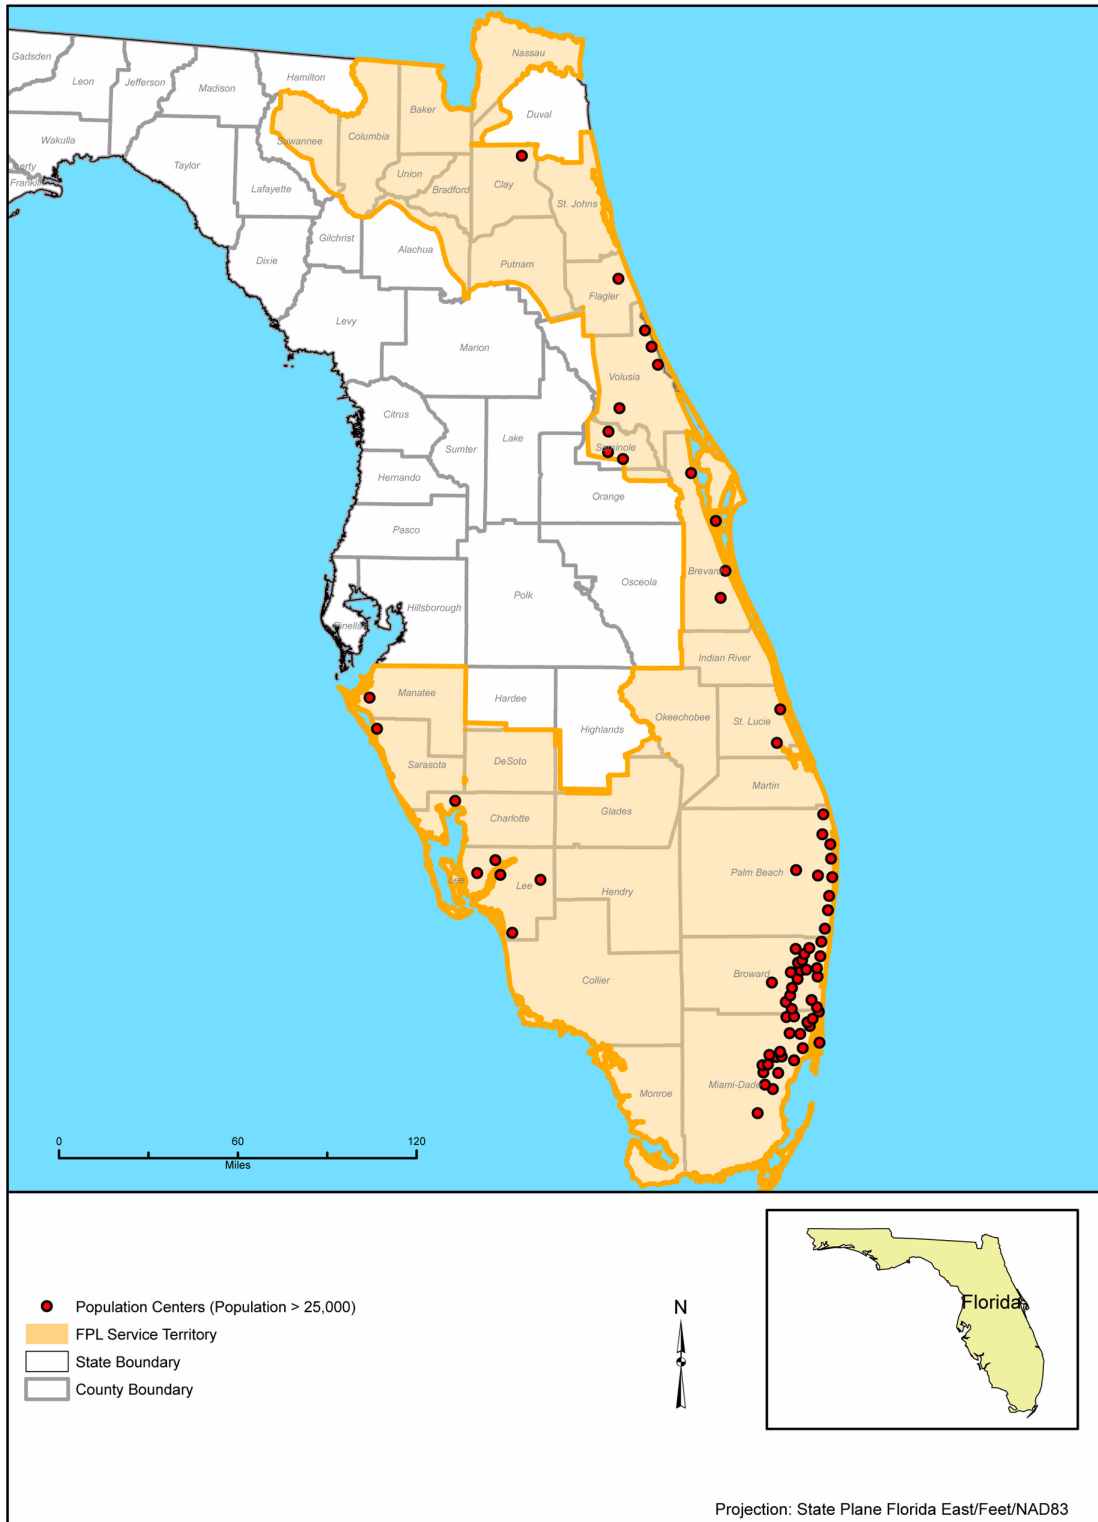 Nassau
Gadsden
Leon
Jefferson
Madison
Hamilton
Baker
Duval
Wakulla
Suwannee
Columbia
Taylor
Lafayette
Union
Bradford
Clay
St. Johns
erty
Franklin
Gilchrist
Alachua
Dixie
Putnam
Flagler
Levy
Marion
Volusia
Citrus
Sumter
Lake
Seminole
Hernando
Orange
Pasco
Osceola
Brevard
Polk
Hillsborough
Pinellas
Indian River
Manatee
Hardee
Okeechobee
St. Lucie
Highlands
Sarasota
DeSoto
Martin
Charlotte
Glades
Palm Beach
Lee
Lee
Hendry
Collier
Broward
Monroe
Miami-Dade
0 60 120
Miles
Population Centers (Population > 25,000)
FPL Service Territory
State Boundary
County Boundary
N
Florida
Projection: State Plane Florida East/Feet/NAD83